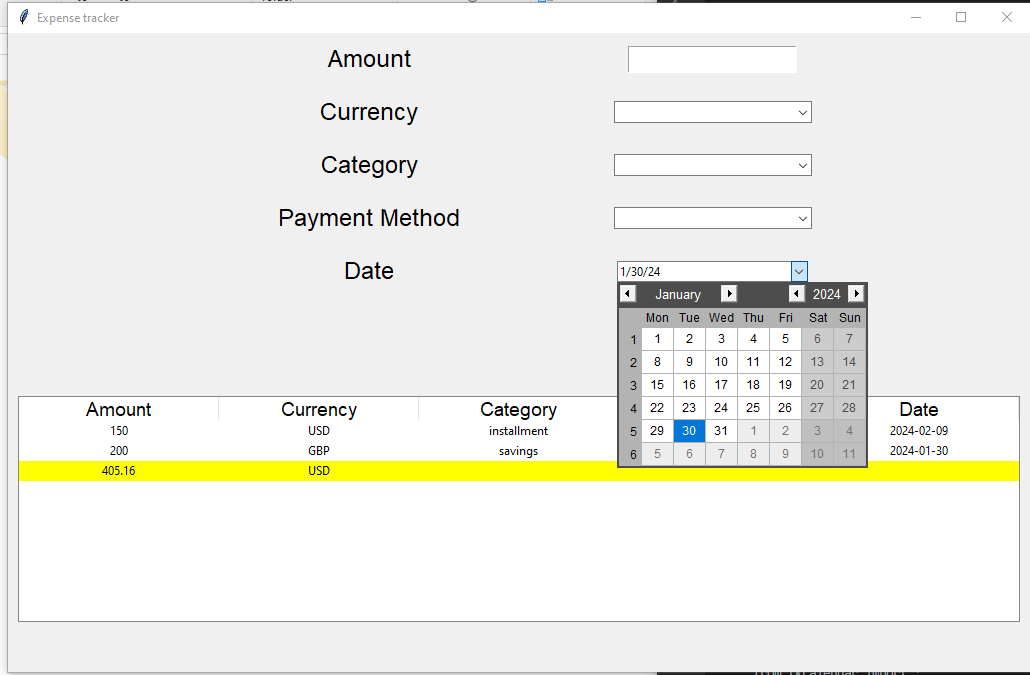 Expense tracker
Amount
Currency
Category
Payment Method
Date
1/30/24
January 2024
Mon Tue Wed Thu Fri Sat Sun
1 1 2 3 4 5 6 7
2 8 9 10 11 12 13 14
3 15 16 17 18 19 20 21
4 22 23 24 25 26 27 28
5 29 30 31 1 2 3 4
6 5 6 7 8 9 10 11
Amount Currency Category Date
150 USD installment 2024-02-09
200 GBP savings 2024-01-30
405.16 USD